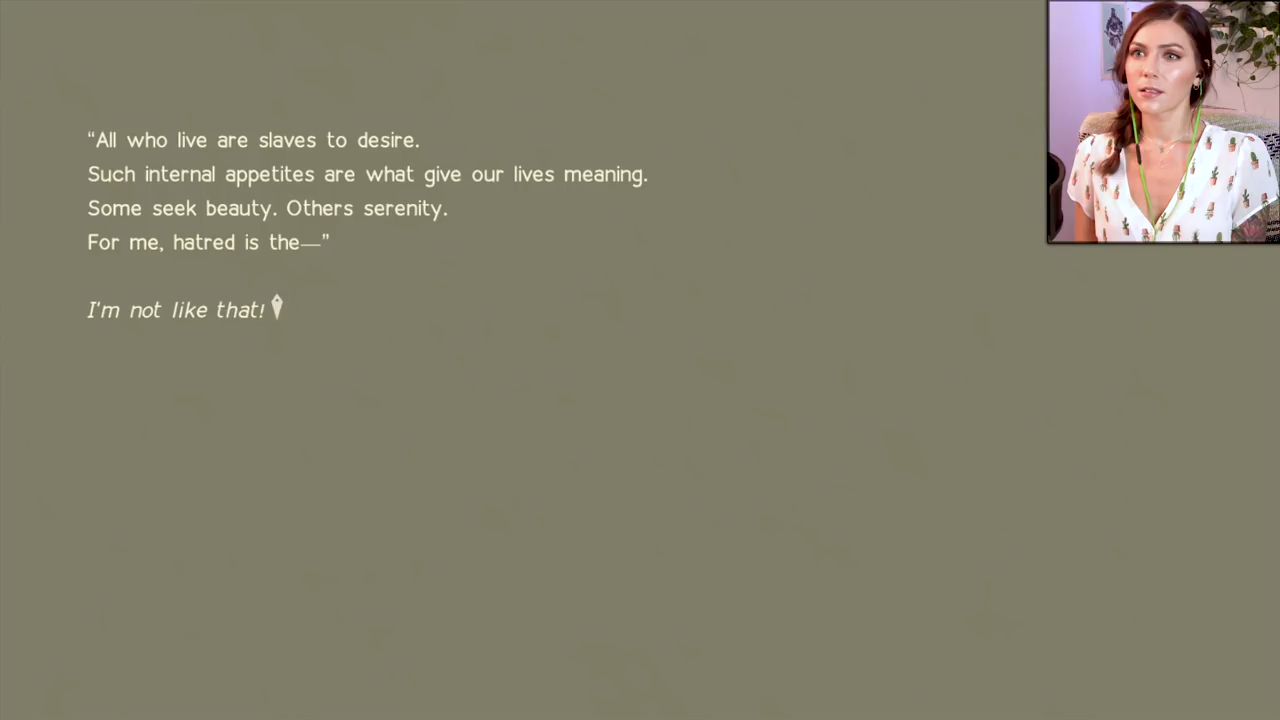 “All who live are slaves to desire.
Such internal appetites are what give our lives meaning.
Some seek beauty. Others serenity.
For me, hatred is the—”
I'm not like that!